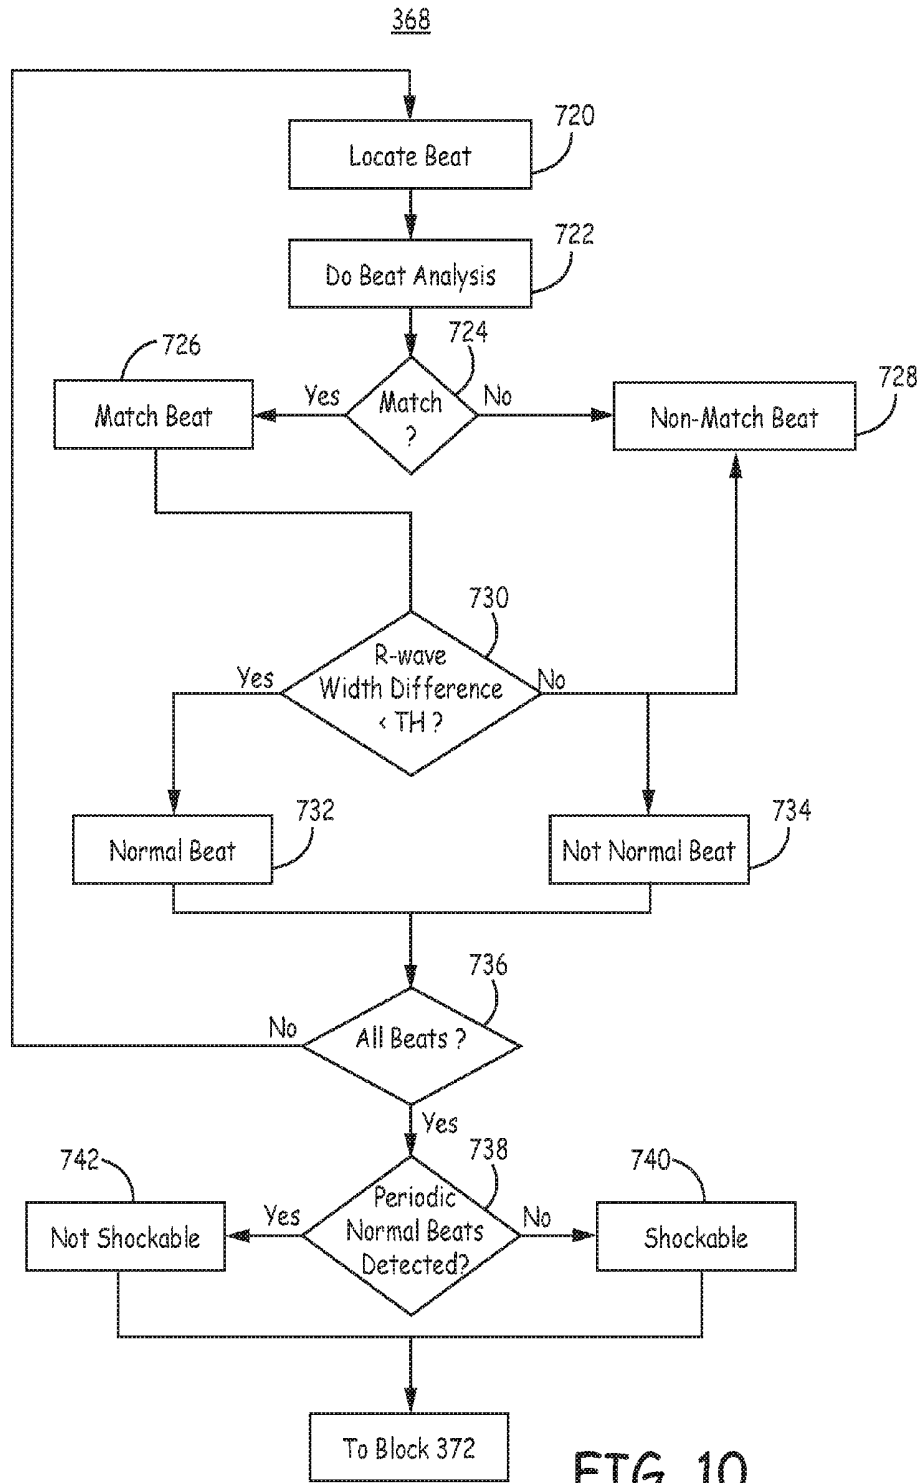 368
720
Locate Beat
722
Do Beat Analysis
724
726
728
Yes
Match
?
No
Match Beat
Non-Match Beat
730
R-wave
Width Difference
< TH ?
Yes
No
732
734
Normal Beat
Not Normal Beat
736
No
All Beats ?
Yes
738
742
740
Periodic
Normal Beats
Detected?
Yes
No
Not Shockable
Shockable
To Block 372
FIG. 10